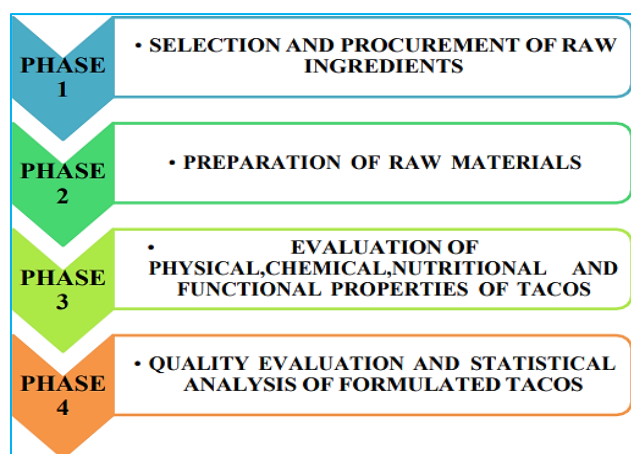 PHASE
1
• SELECTION AND PROCUREMENT OF RAW
INGREDIENTS
PHASE
2
• PREPARATION OF RAW MATERIALS
PHASE
3
• EVALUATION OF
PHYSICAL,CHEMICAL,NUTRITIONAL AND
FUNCTIONAL PROPERTIES OF TACOS
PHASE
4
• QUALITY EVALUATION AND STATISTICAL
ANALYSIS OF FORMULATED TACOS